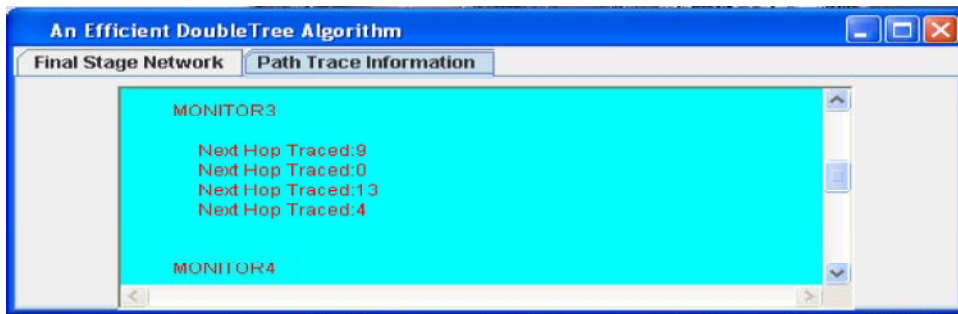 An Efficient DoubleTree Algorithm
Final Stage Network Path Trace Information
MONITOR3
Next Hop Traced:9
Next Hop Traced:0
Next Hop Traced:13
Next Hop Traced:4
MONITOR4